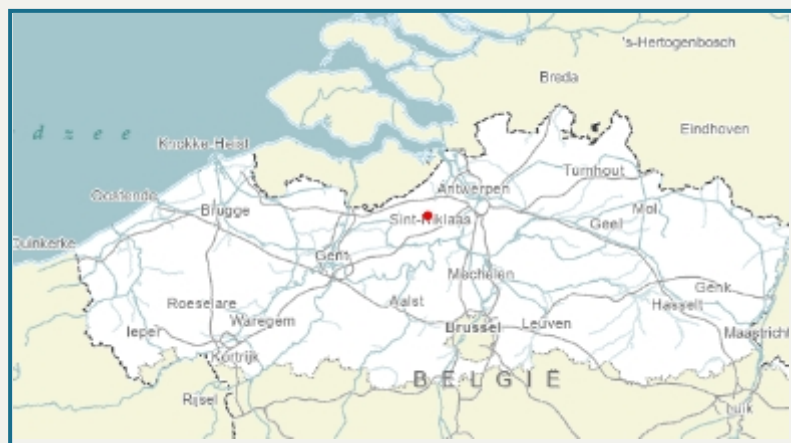 's-Hertogenbosch
Breda
d z e e
Eindhoven
Knokke-Heist
Turnhout
Antwerpen
Oostende
Mol
Brugge
Sint-Niklaas
Geel
Duinkerke
Gent
Mechelen
Genk
Roeselare
Aalst
Hasselt
Waregem
Brussel
Leuven
Ieper
Maastricht
Kortrijk
BELGIË
Rijsel
Luik